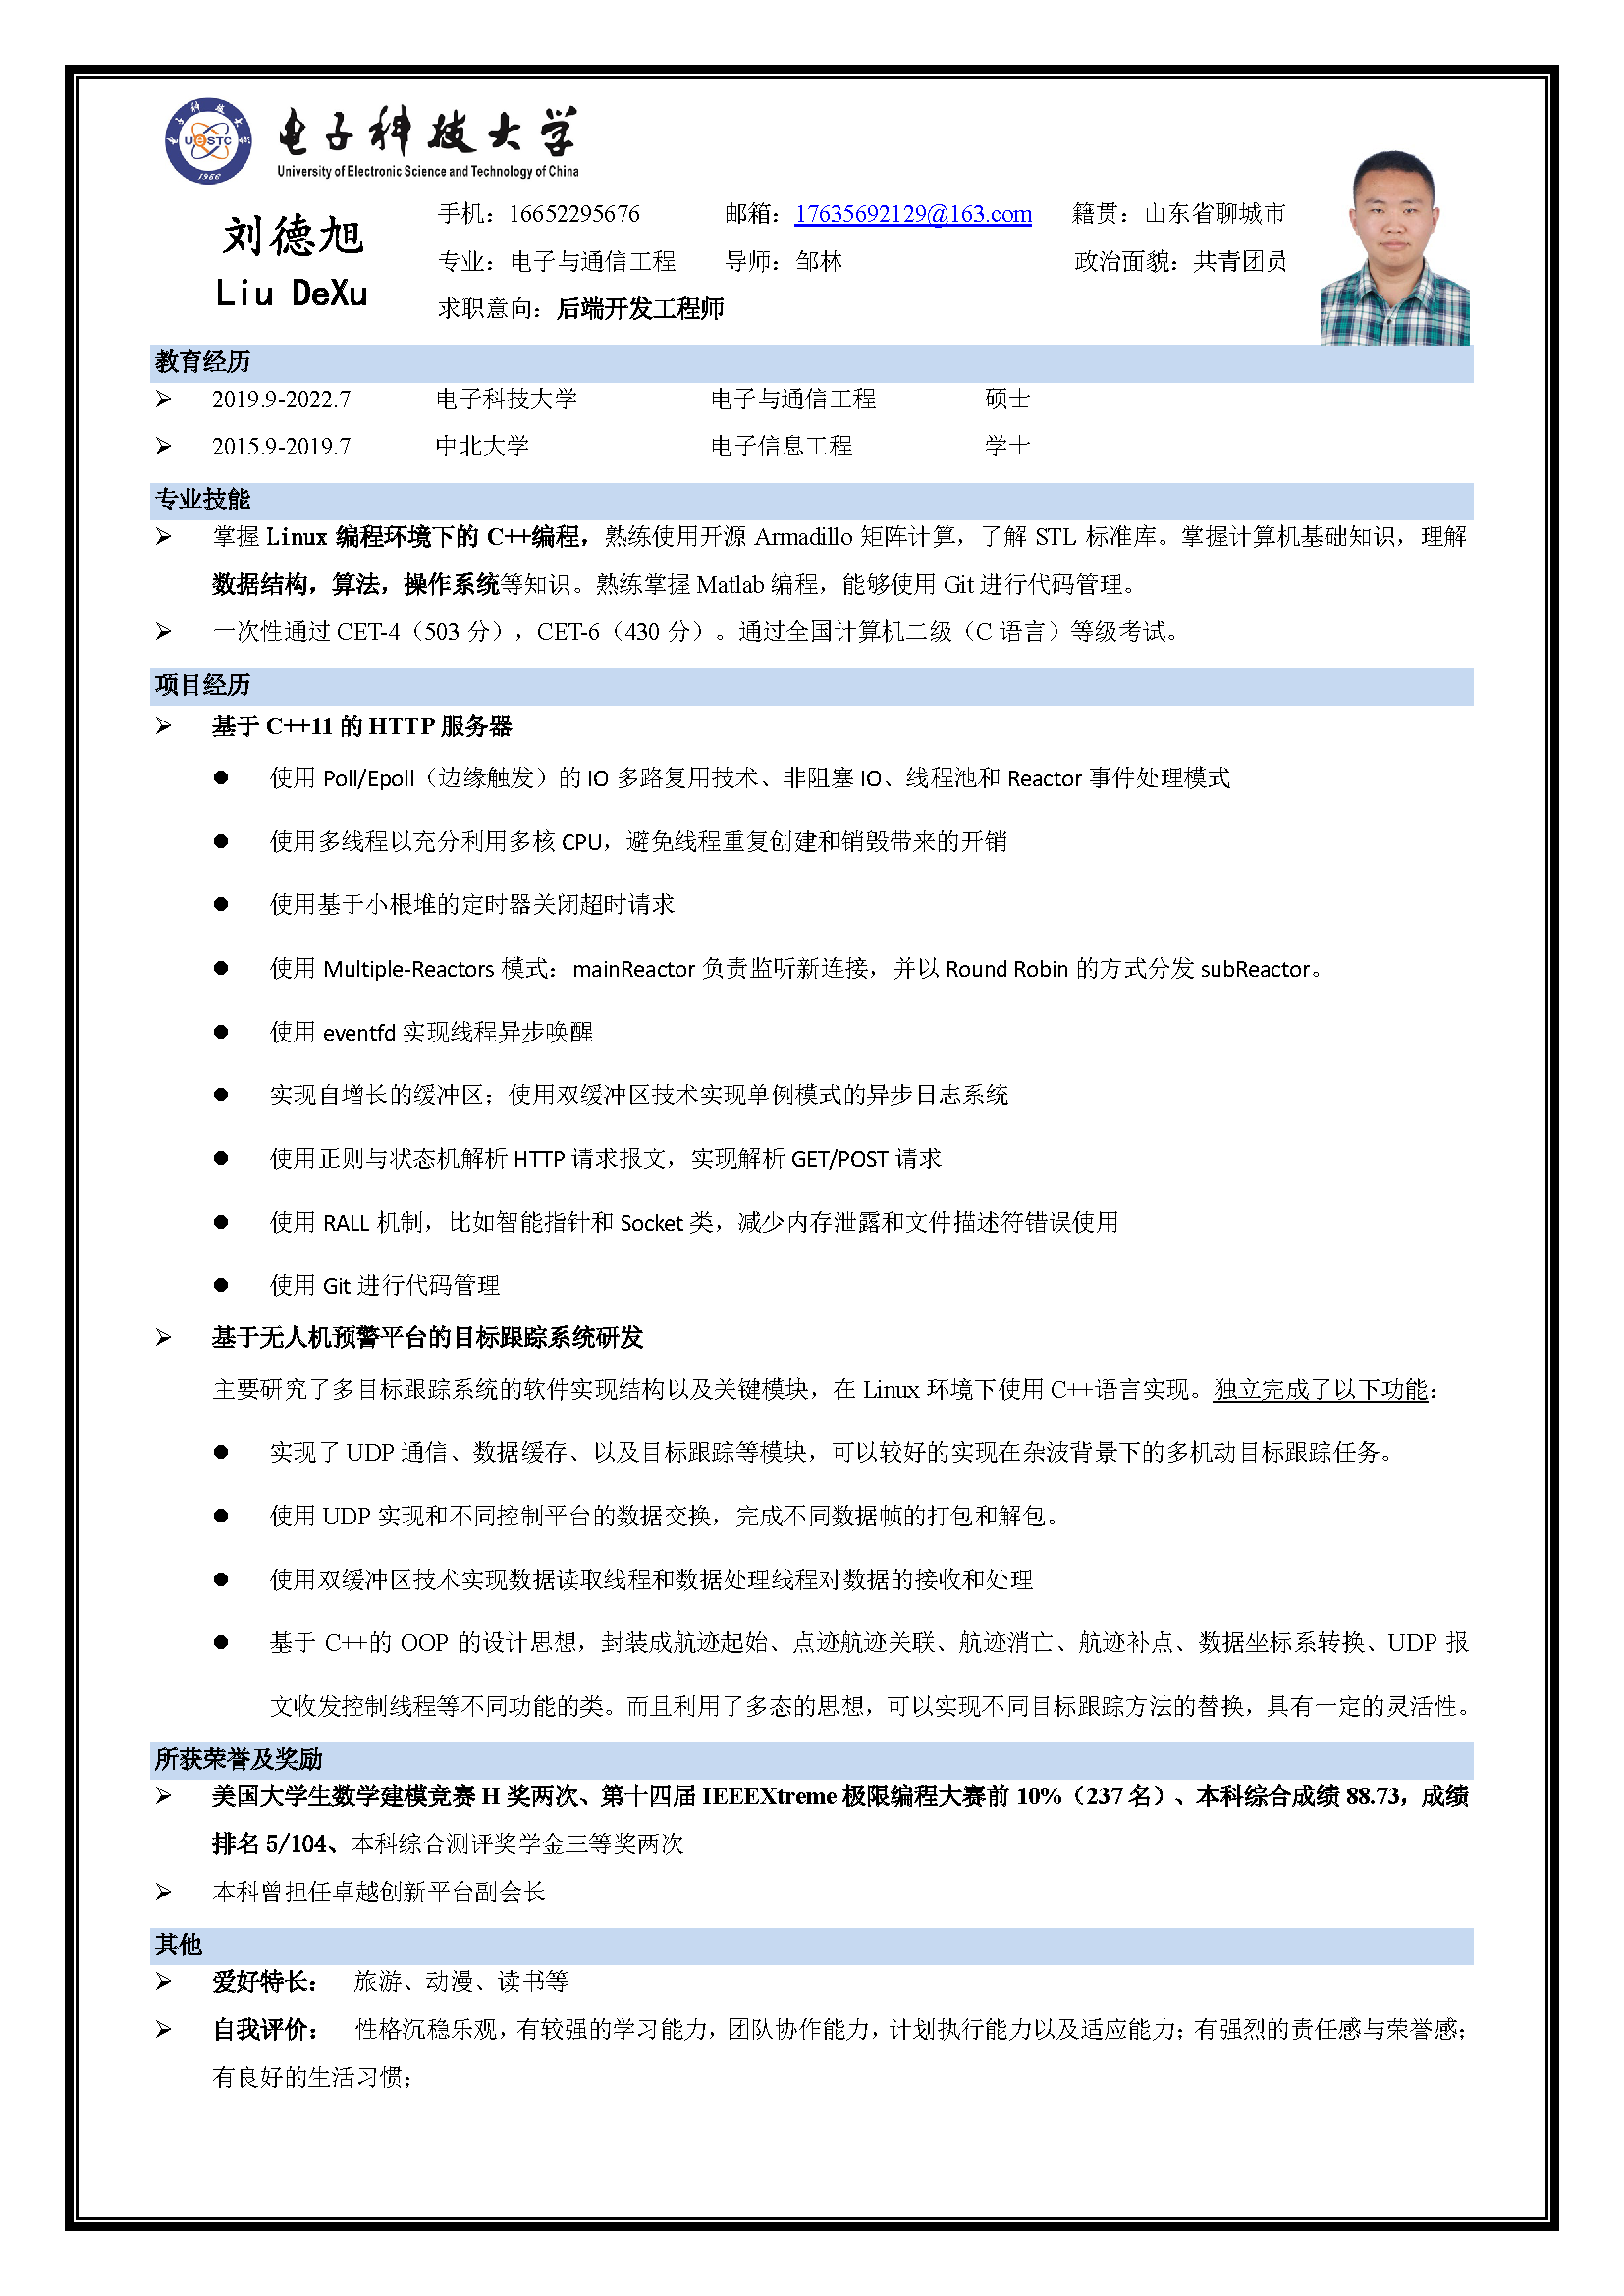 电子科技大学
University of Electronic Science and Technology of China
UESTC
1956
刘德旭
Liu DeXu
手机：16652295676 邮箱：17635692129@163.com 籍贯：山东省聊城市
专业：电子与通信工程 导师：邹林 政治面貌：共青团员
求职意向：后端开发工程师
教育经历
➢ 2019.9-2022.7 电子科技大学 电子与通信工程 硕士
➢ 2015.9-2019.7 中北大学 电子信息工程 学士
专业技能
➢ 掌握 Linux 编程环境下的 C++编程，熟练使用开源 Armadillo 矩阵计算，了解 STL 标准库。掌握计算机基础知识，理解
数据结构，算法，操作系统等知识。熟练掌握 Matlab 编程，能够使用 Git 进行代码管理。
➢ 一次性通过 CET-4（503 分），CET-6（430 分）。通过全国计算机二级（C 语言）等级考试。
项目经历
➢ 基于 C++11 的 HTTP 服务器
● 使用 Poll/Epoll（边缘触发）的 IO 多路复用技术、非阻塞 IO、线程池和 Reactor 事件处理模式
● 使用多线程以充分利用多核 CPU，避免线程重复创建和销毁带来的开销
● 使用基于小根堆的定时器关闭超时请求
● 使用 Multiple-Reactors 模式：mainReactor 负责监听新连接，并以 Round Robin 的方式分发 subReactor。
● 使用 eventfd 实现线程异步唤醒
● 实现自增长的缓冲区；使用双缓冲区技术实现单例模式的异步日志系统
● 使用正则与状态机解析 HTTP 请求报文，实现解析 GET/POST 请求
● 使用 RALL 机制，比如智能指针和 Socket 类，减少内存泄露和文件描述符错误使用
● 使用 Git 进行代码管理
➢ 基于无人机预警平台的目标跟踪系统研发
主要研究了多目标跟踪系统的软件实现结构以及关键模块，在 Linux 环境下使用 C++语言实现。独立完成了以下功能：
● 实现了 UDP 通信、数据缓存、以及目标跟踪等模块，可以较好的实现在杂波背景下的多机动目标跟踪任务。
● 使用 UDP 实现和不同控制平台的数据交换，完成不同数据帧的打包和解包。
● 使用双缓冲区技术实现数据读取线程和数据处理线程对数据的接收和处理
● 基于 C++的 OOP 的设计思想，封装成航迹起始、点迹航迹关联、航迹消亡、航迹补点、数据坐标系转换、UDP 报
文收发控制线程等不同功能的类。而且利用了多态的思想，可以实现不同目标跟踪方法的替换，具有一定的灵活性。
所获荣誉及奖励
➢ 美国大学生数学建模竞赛 H 奖两次、第十四届 IEEEXtreme 极限编程大赛前 10%（237 名）、本科综合成绩 88.73，成绩
排名 5/104、本科综合测评奖学金三等奖两次
➢ 本科曾担任卓越创新平台副会长
其他
➢ 爱好特长： 旅游、动漫、读书等
➢ 自我评价： 性格沉稳乐观，有较强的学习能力，团队协作能力，计划执行能力以及适应能力；有强烈的责任感与荣誉感；
有良好的生活习惯；